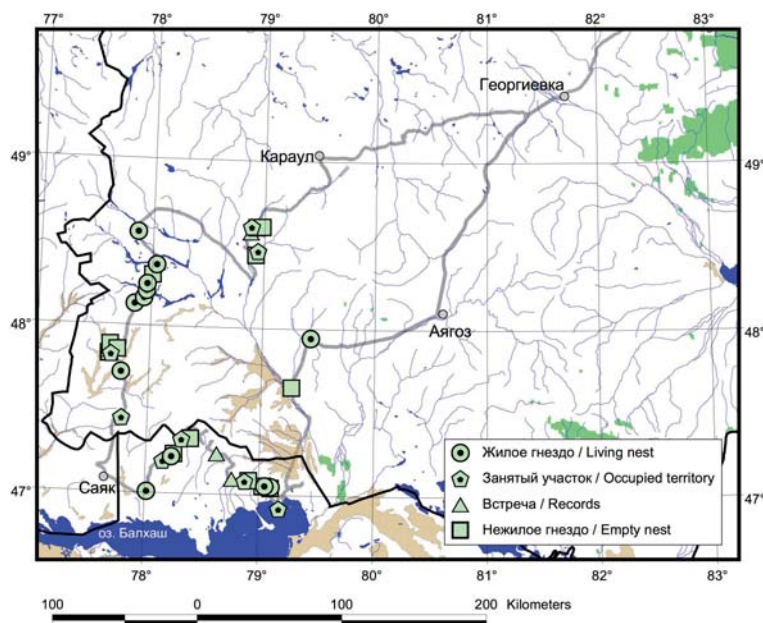 77° 78° 79° 80° 81° 82° 83°
Георгиевка
49° Караул 49°
48° 48°
Аягоз
Жилое гнездо / Living nest
Занятый участок / Occupied territory
Встреча / Records
Нежилое гнездо / Empty nest
47° Саяк 47°
оз. Балхаш
78° 79° 80° 81° 82° 83°
100 0 100 200 Kilometers